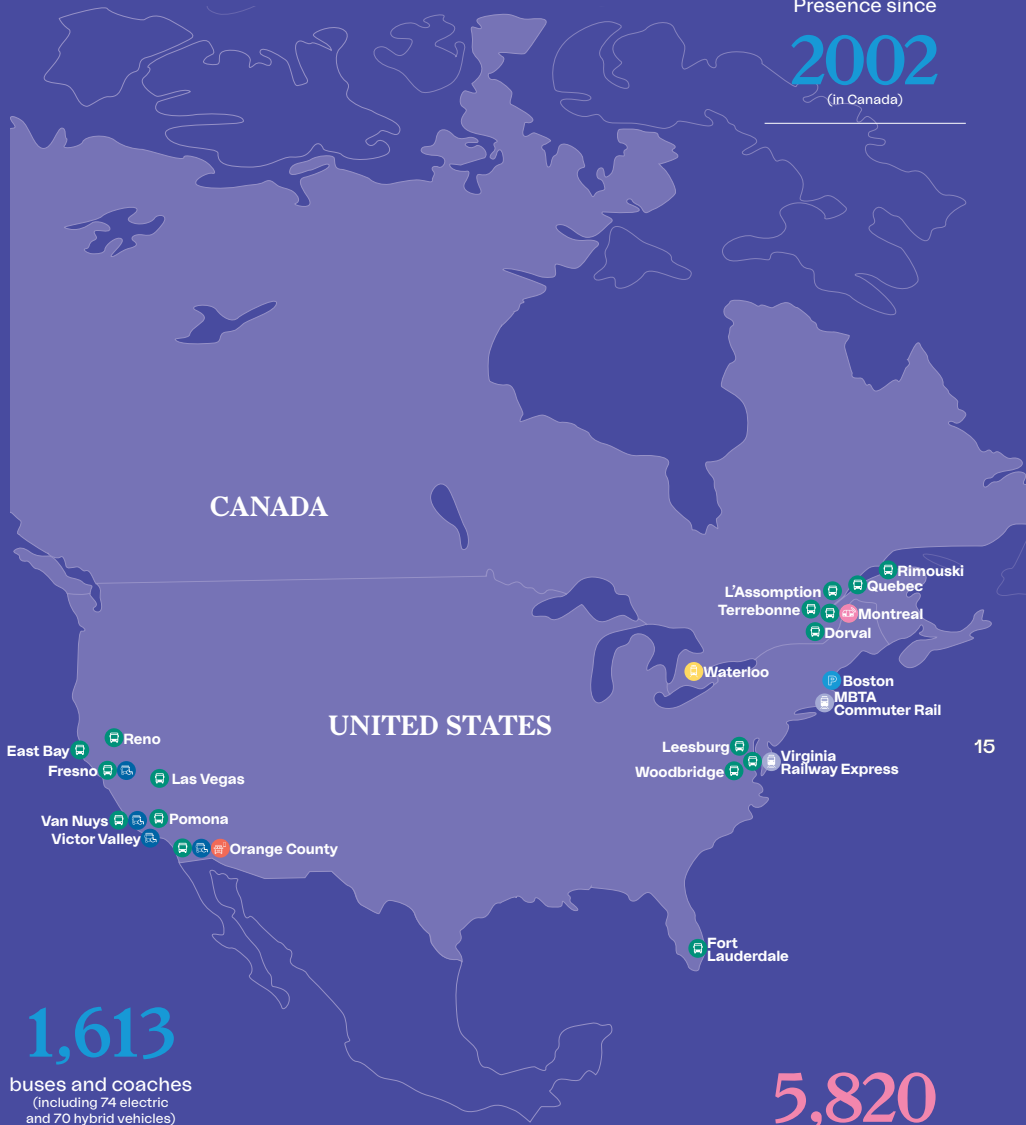 Presence since
2002
(in Canada)
CANADA
Rimouski
Quebec
L'Assomption
Terrebonne
Montreal
Dorval
Waterloo
Boston
MBTA
Commuter Rail
UNITED STATES
Reno
East Bay
Fresno
Las Vegas
Leesburg
Woodbridge
Virginia
Railway Express
15
Van Nuys
Pomona
Victor Valley
Orange County
Fort
Lauderdale
1,613
buses and coaches
(including 74 electric
and 70 hybrid vehicles)
5,820
P